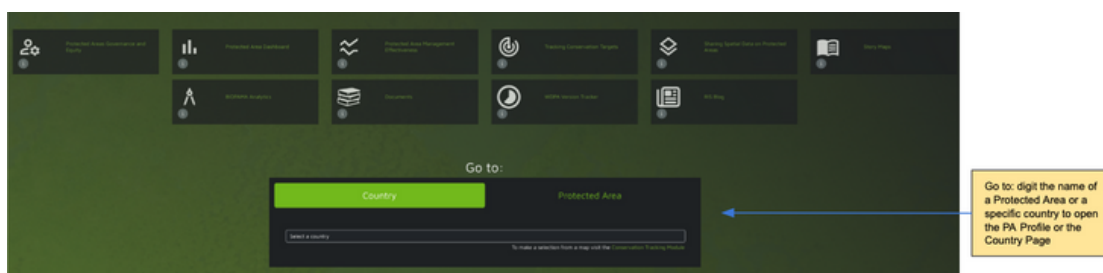 Protected Areas Governance and
Equity
Protected Area Dashboard
Protected Area Management
Effectiveness
Tracking Conservation Targets
Sharing Spatial Data on Protected
Areas
Story Maps
BIOPAMA Analytics
Documents
WDPA Version Tracker
RIS Blog
Go to:
Country
Protected Area
Select a country
To make a selection from a map visit the Conservation Tracking Module
Go to: digit the name of
a Protected Area or a
specific country to open
the PA Profile or the
Country Page